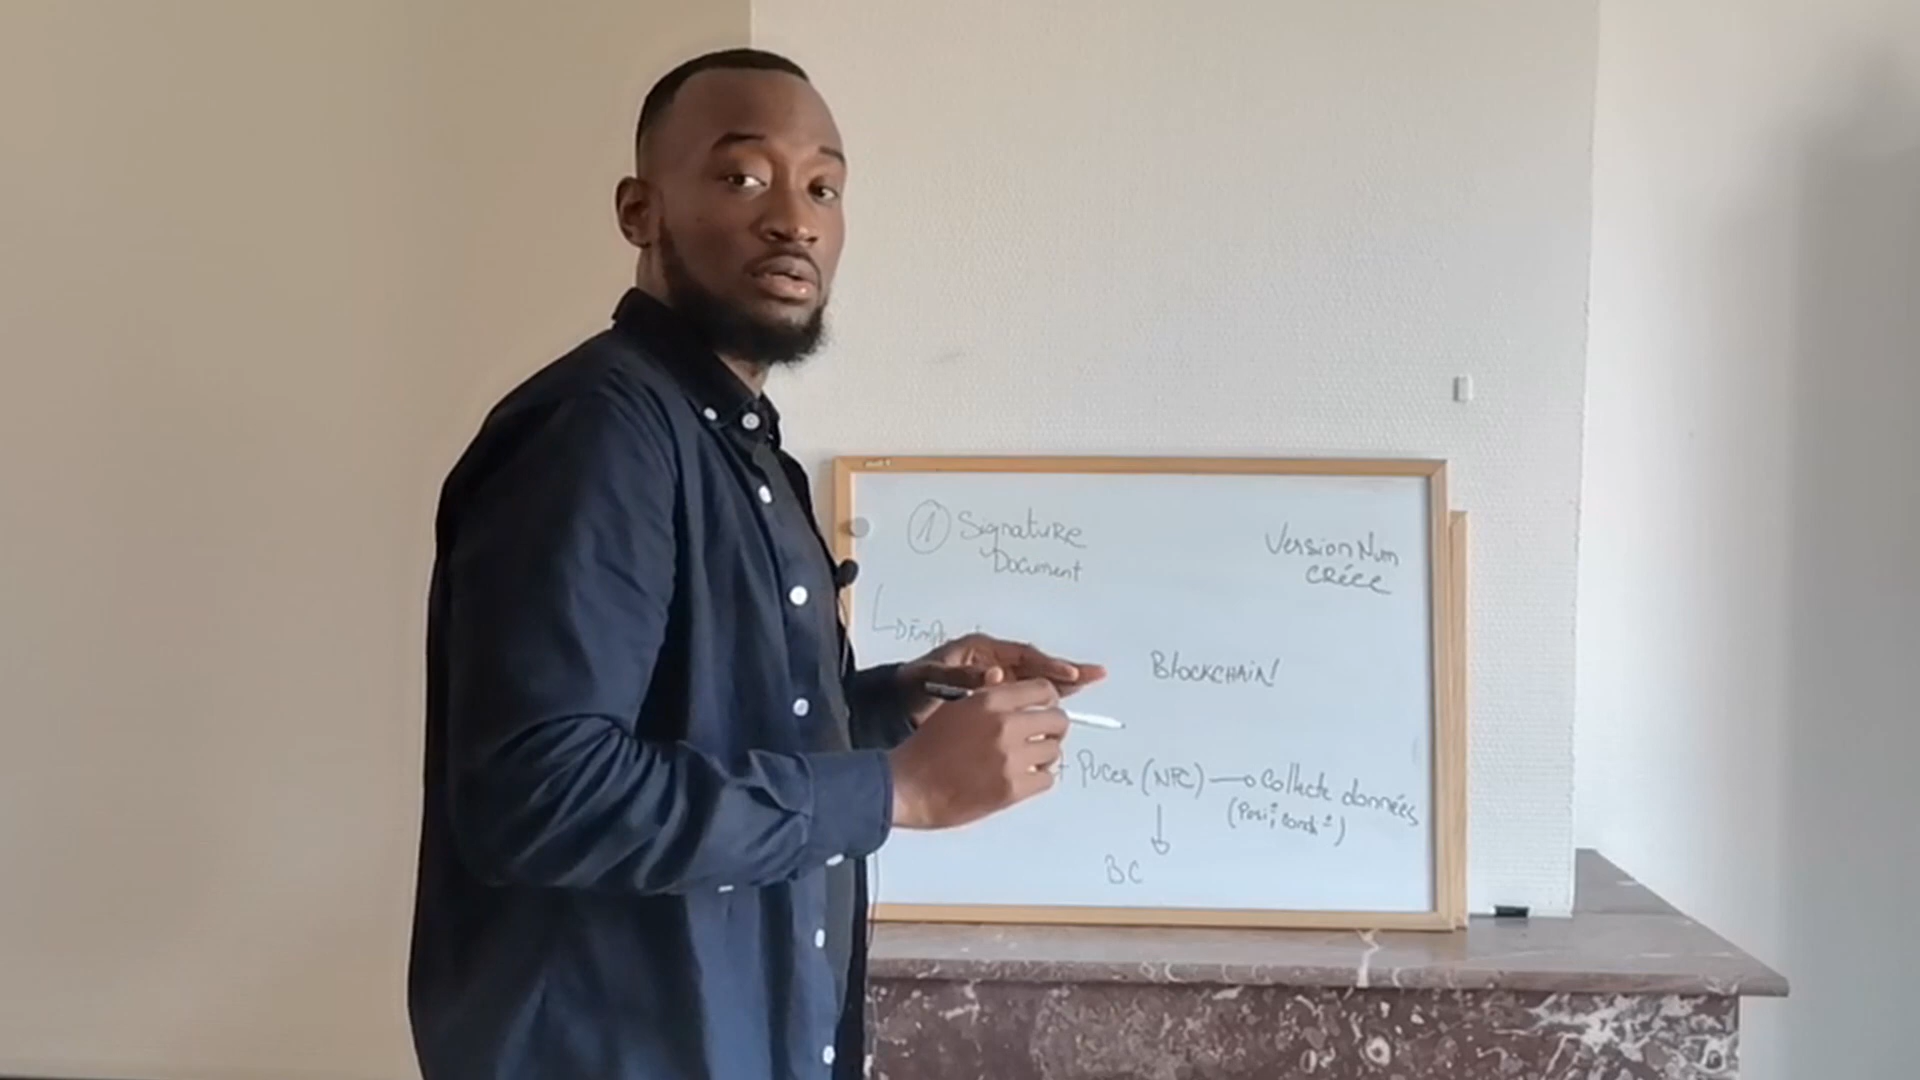 ① Signature
Document
Version Num
créée
Blockchain
+ Puces (NFC) → Collecte données
BC